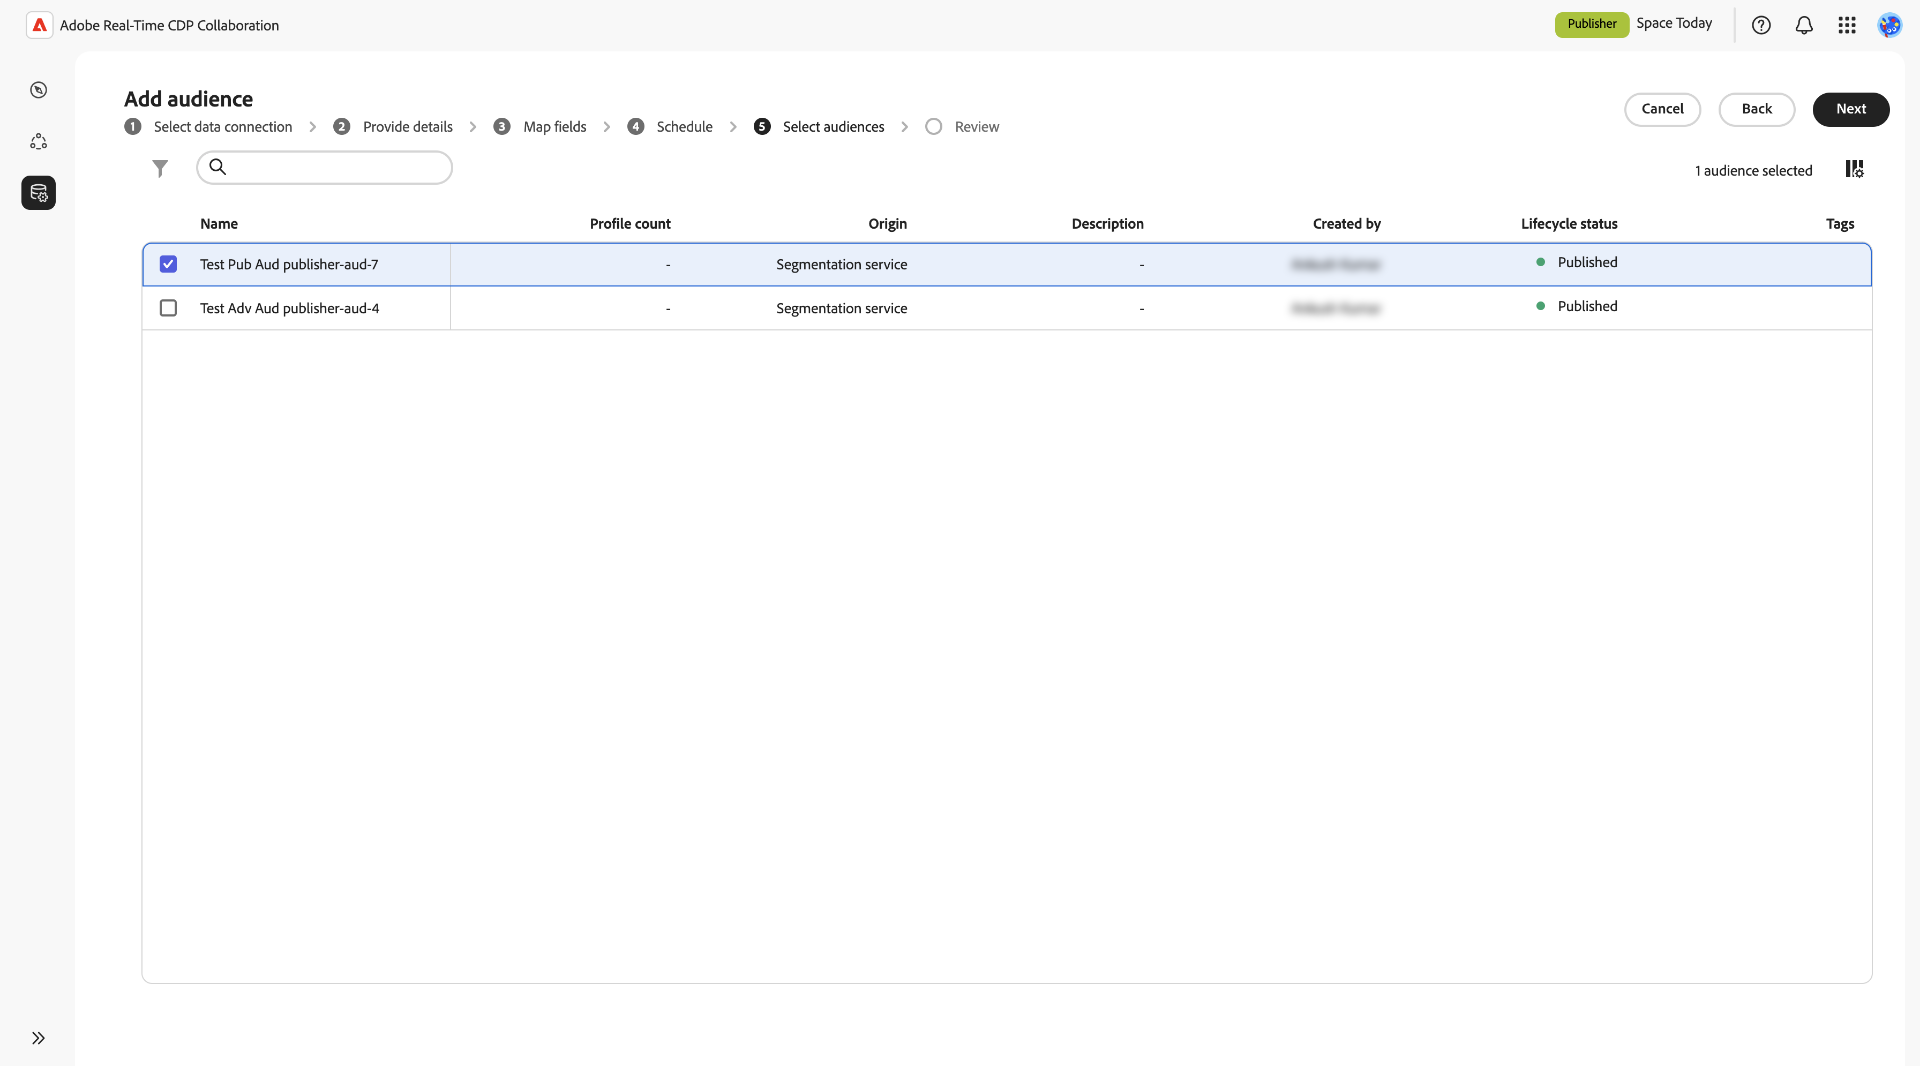 Adobe Real-Time CDP Collaboration
Publisher Space Today
Add audience
Cancel Back Next
1 Select data connection 2 Provide details 3 Map fields 4 Schedule 5 Select audiences Review
1 audience selected
Name Profile count Origin Description Created by Lifecycle status Tags
Test Pub Aud publisher-aud-7 - Segmentation service - Published
Test Adv Aud publisher-aud-4 - Segmentation service - Published